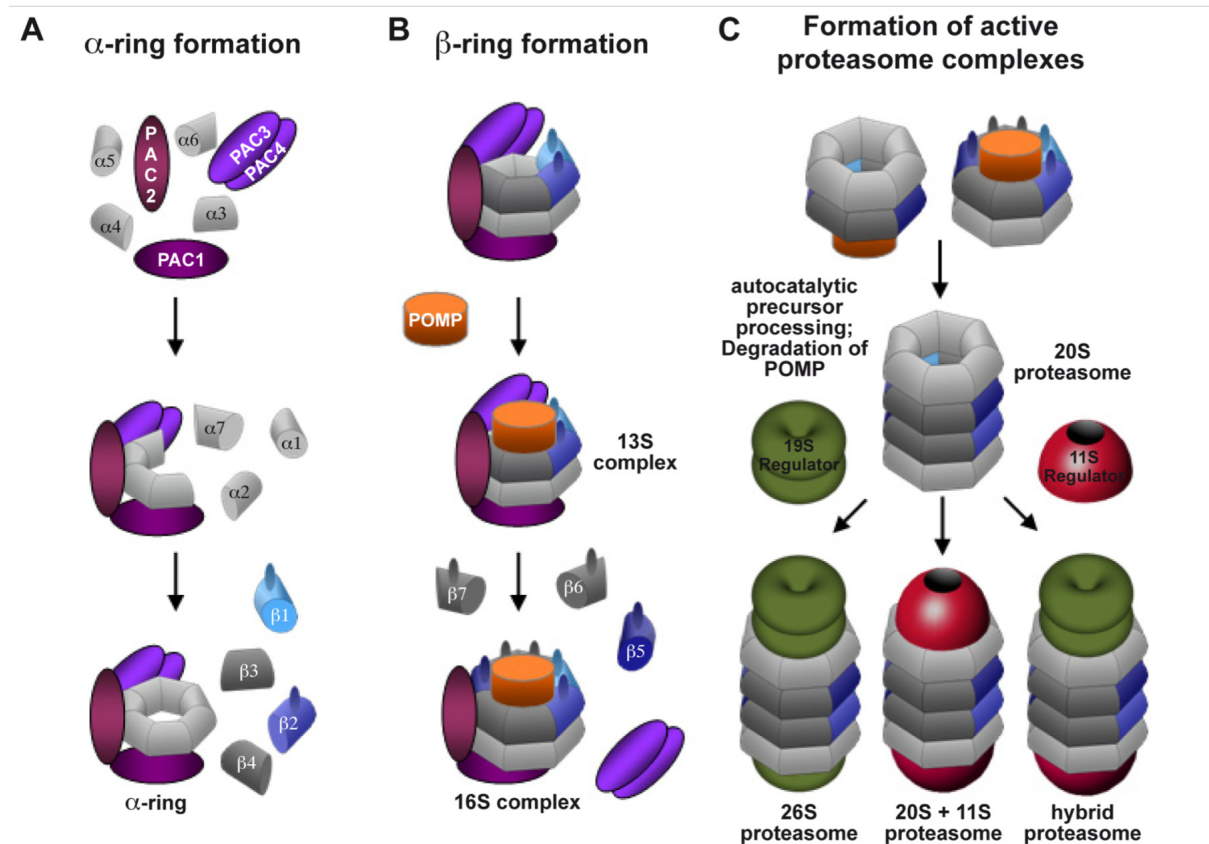 A
α-ring formation
α5
P
A
C
2
α6
PAC3
PAC4
α4
α3
PAC1
α7
α1
α2
β1
β3
β2
β4
α-ring
B
β-ring formation
POMP
13S
complex
β7
β6
β5
16S complex
C
Formation of active
proteasome complexes
autocatalytic
precursor
processing;
Degradation of
POMP
20S
proteasome
19S
Regulator
11S
Regulator
26S
proteasome
20S + 11S
proteasome
hybrid
proteasome